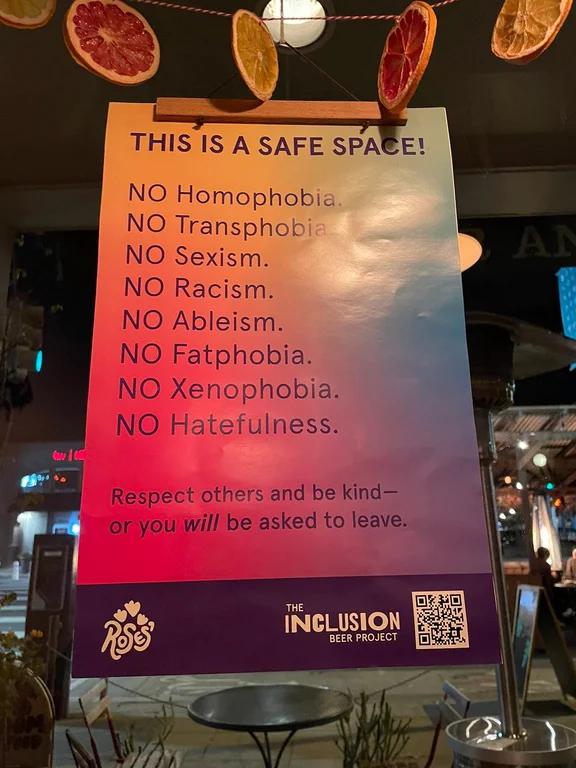 THIS IS A SAFE SPACE!
NO Homophobia.
NO Transphobia
NO Sexism.
NO Racism.
NO Ableism.
NO Fatphobia.
NO Xenophobia.
NO Hatefulness.
Respect others and be kind—
or you will be asked to leave.
ROSES'
THE
INCLUSION
BEER PROJECT
AN